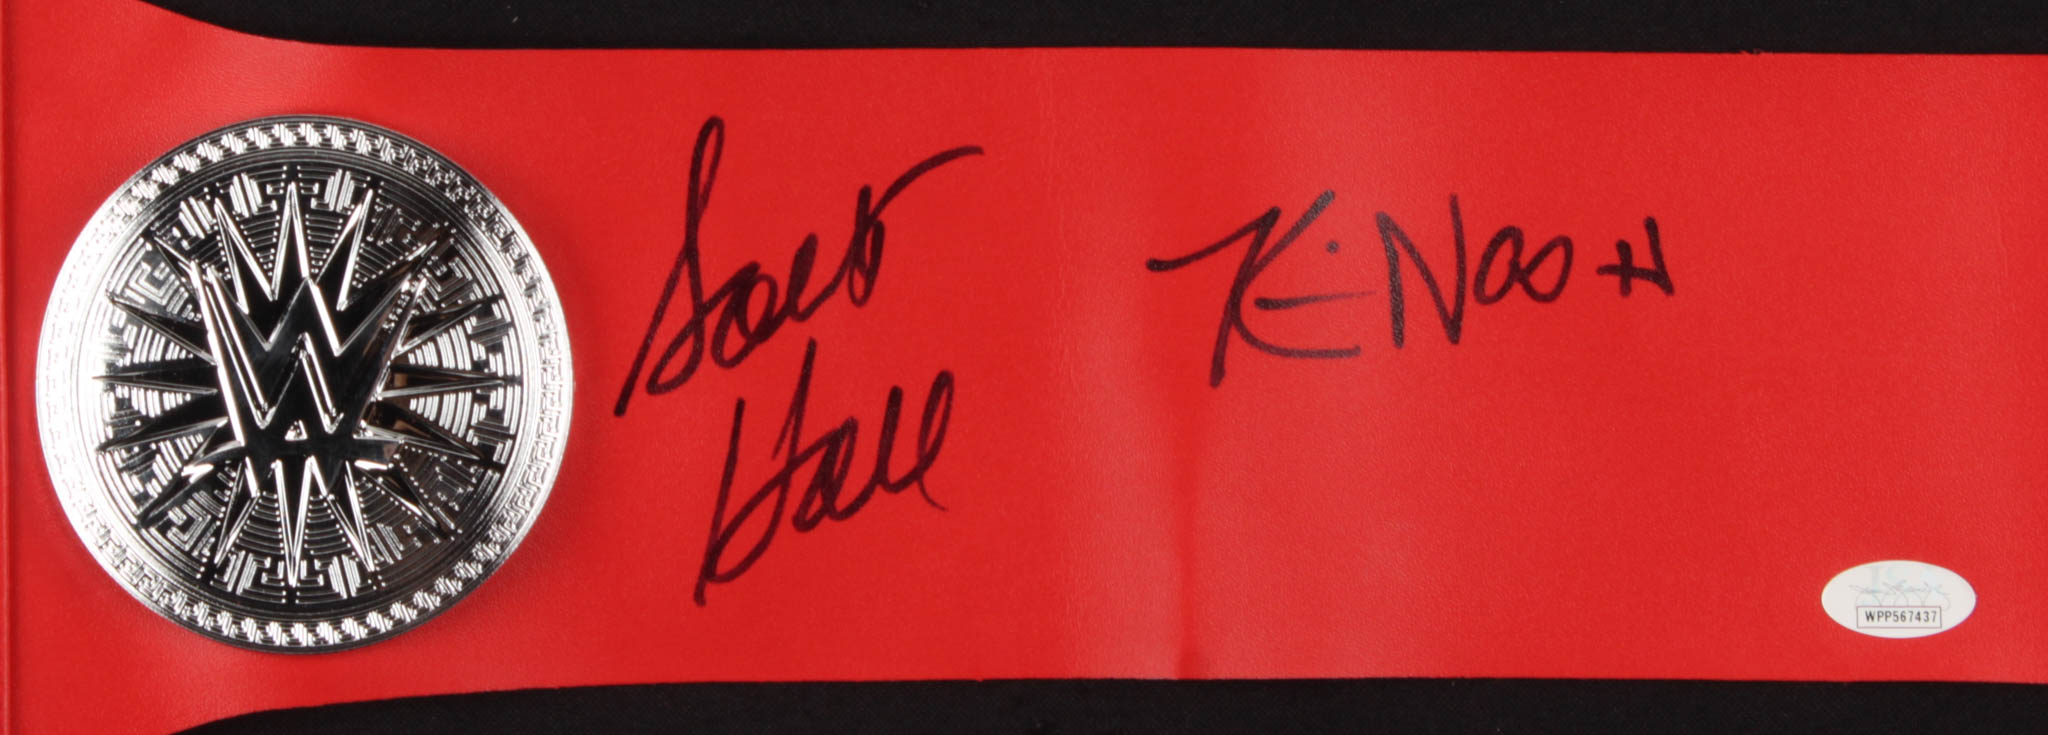 W
Scott
Hall
K-Nash
WPP567437